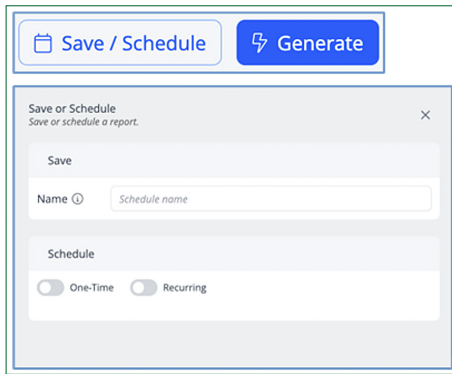 Save / Schedule
Generate
Save or Schedule
Save or schedule a report.
Save
Name
Schedule name
Schedule
One-Time
Recurring